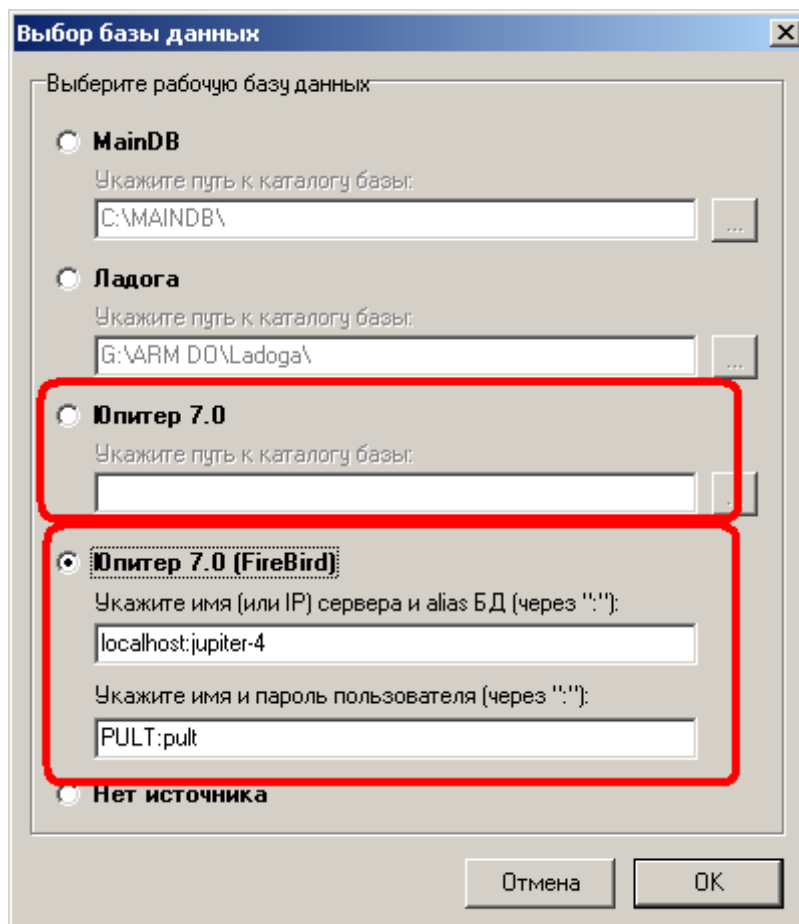 Выбор базы данных
Выберите рабочую базу данных
MainDB
Укажите путь к каталогу базы:
C:\MAINDB\
...
Ладога
Укажите путь к каталогу базы:
G:\ARM DO\Ladoga\
...
Юпитер 7.0
Укажите путь к каталогу базы:
...
Юпитер 7.0 (FireBird)
Укажите имя (или IP) сервера и alias БД (через ":"):
localhost:jupiter-4
Укажите имя и пароль пользователя (через ":"):
PULT:pult
Нет источника
Отмена
OK